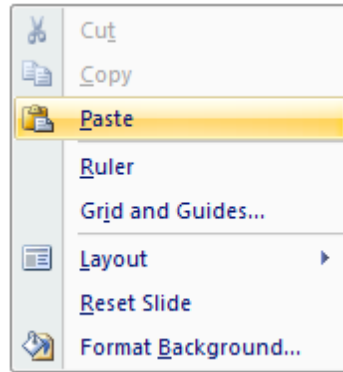 Cut
Copy
Paste
Ruler
Grid and Guides...
Layout
Reset Slide
Format Background...